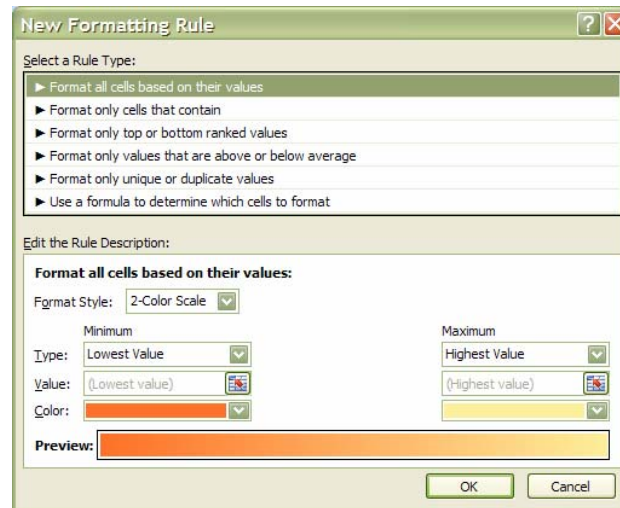 New Formatting Rule
Select a Rule Type:
► Format all cells based on their values
► Format only cells that contain
► Format only top or bottom ranked values
► Format only values that are above or below average
► Format only unique or duplicate values
► Use a formula to determine which cells to format
Edit the Rule Description:
Format all cells based on their values:
Format Style: 2-Color Scale
Minimum Maximum
Type: Lowest Value Highest Value
Value: (Lowest value) (Highest value)
Color:
Preview:
OK Cancel